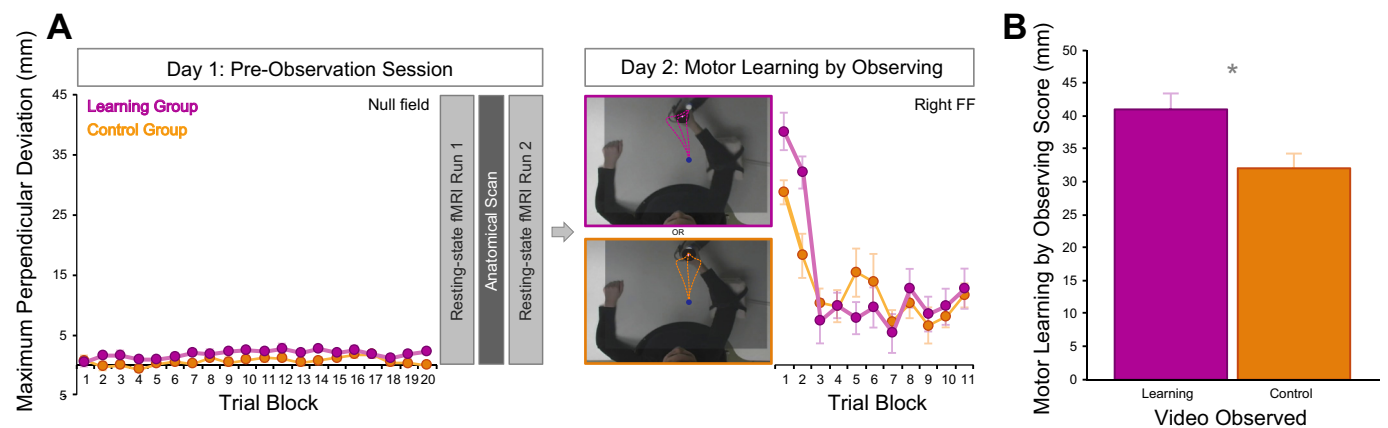 A
Day 1: Pre-Observation Session
Day 2: Motor Learning by Observing
Maximum Perpendicular Deviation (mm)
45
35
25
15
5
5
Learning Group
Control Group
Null field
1 2 3 4 5 6 7 8 9 10 11 12 13 14 15 16 17 18 19 20
Trial Block
Resting-state fMRI Run 1
Anatomical Scan
Resting-state fMRI Run 2
OR
Right FF
1 2 3 4 5 6 7 8 9 10 11
Trial Block
B
Motor Learning by Observing Score (mm)
50
45
40
35
30
25
20
15
10
5
0
*
Learning Control
Video Observed